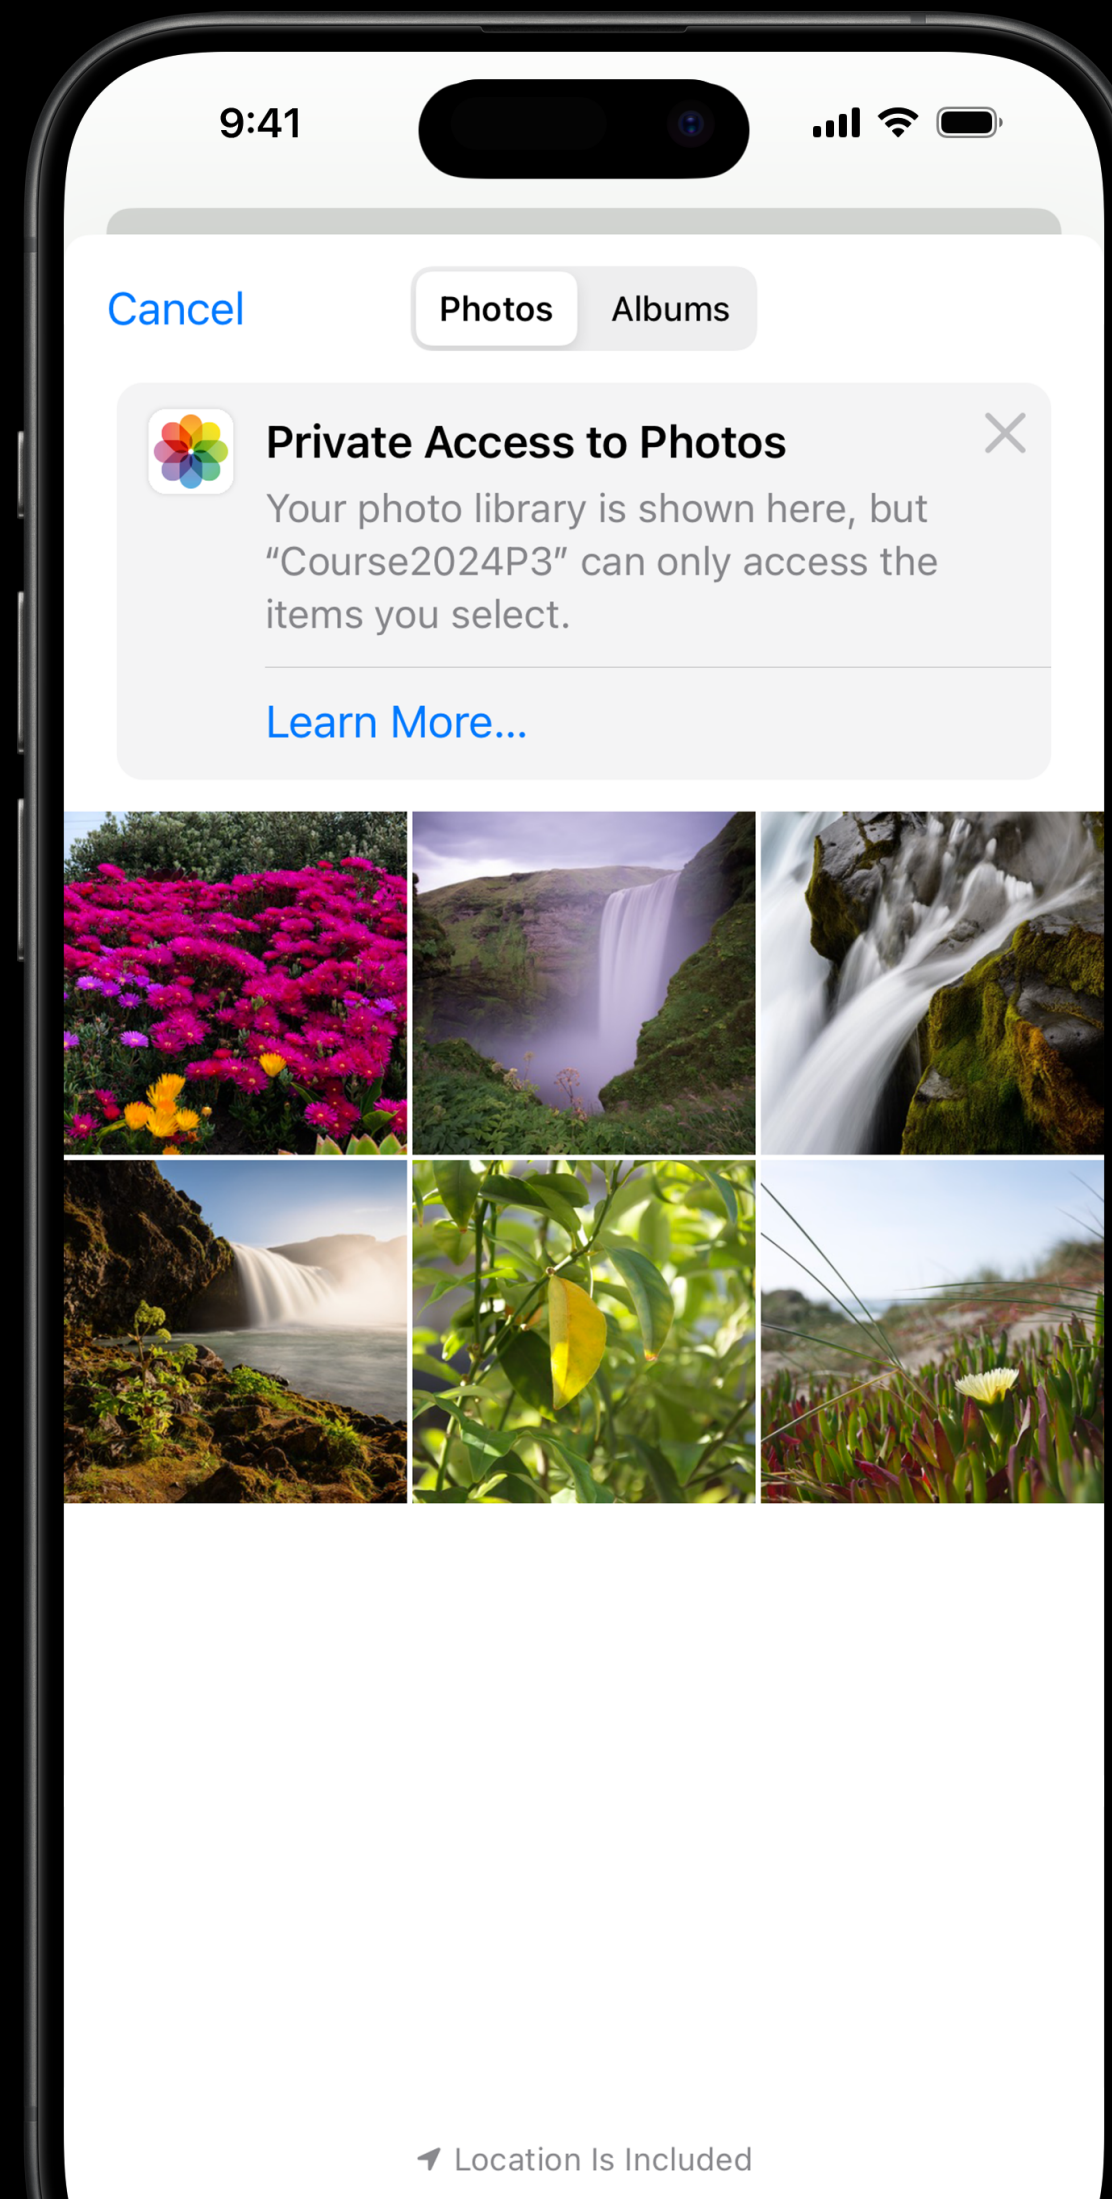 9:41
Cancel
Photos
Albums
Private Access to Photos
Your photo library is shown here, but
“Course2024P3” can only access the
items you select.
Learn More...
Location Is Included